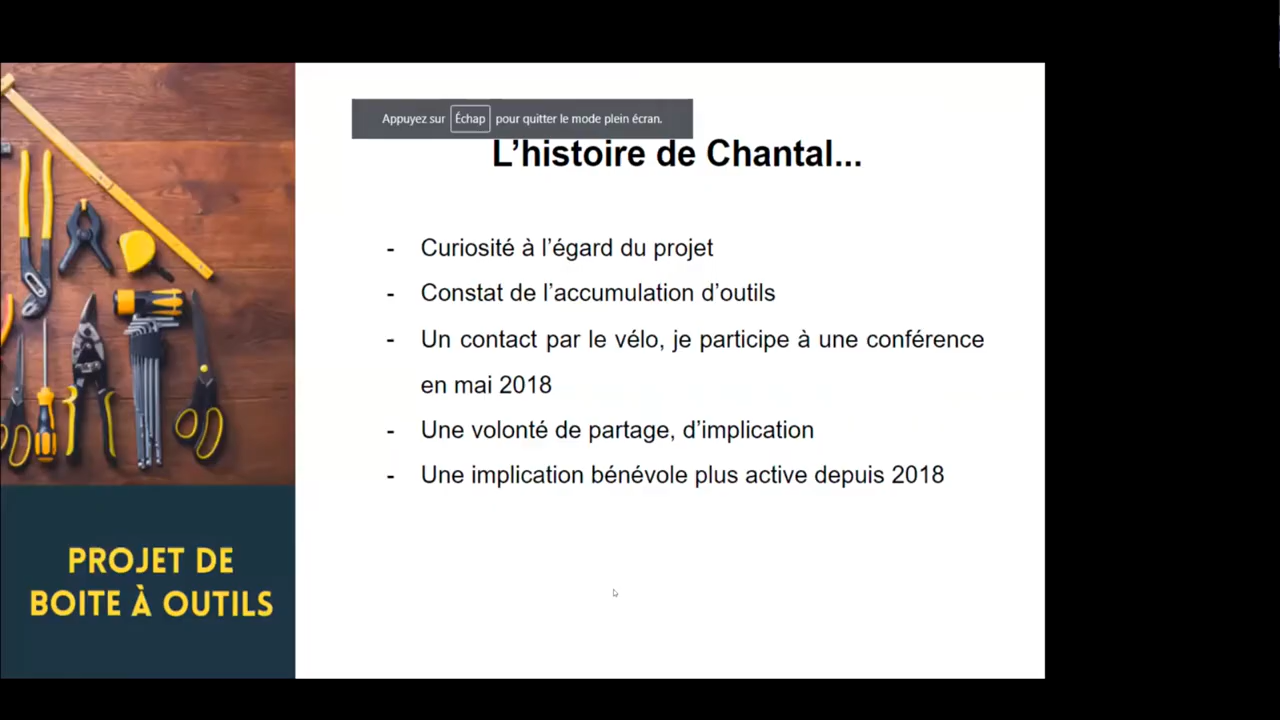 Appuyez sur Échap pour quitter le mode plein écran.
L’histoire de Chantal...
- Curiosité à l’égard du projet
- Constat de l’accumulation d’outils
- Un contact par le vélo, je participe à une conférence
en mai 2018
- Une volonté de partage, d’implication
- Une implication bénévole plus active depuis 2018
PROJET DE
BOITE À OUTILS